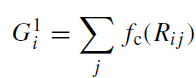 G_i^1 = \sum_j f_c(R_{ij})